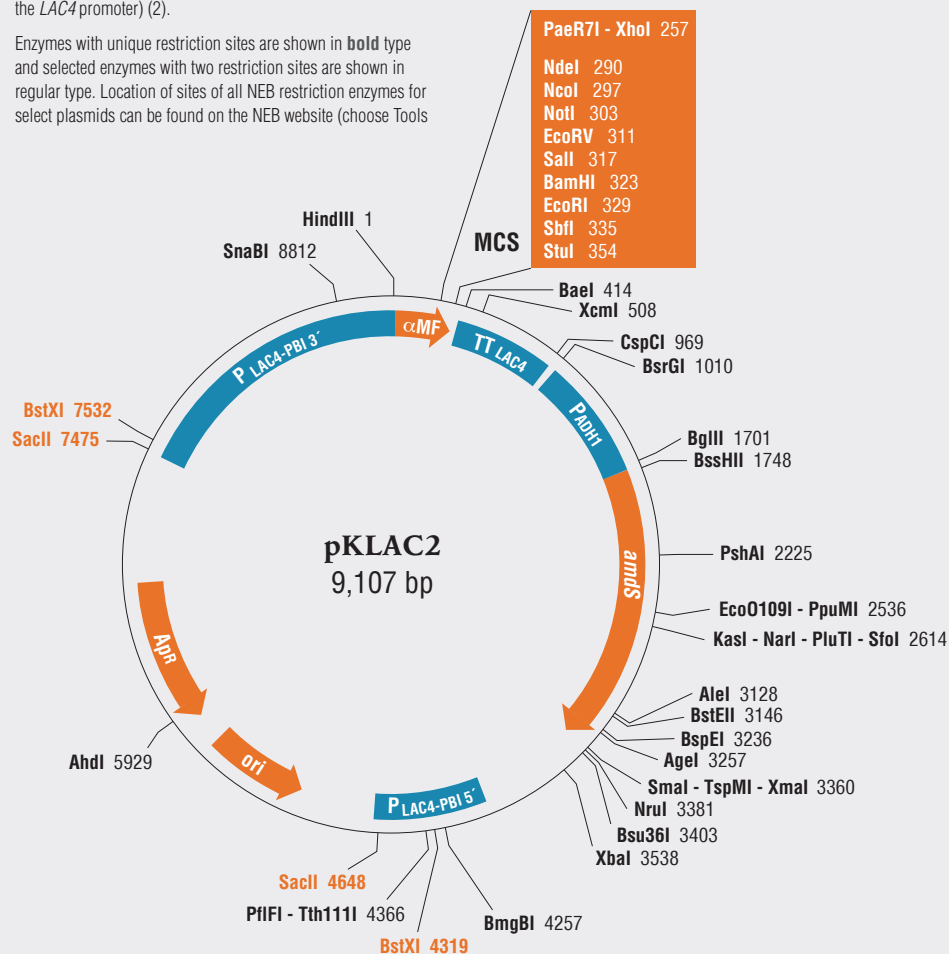 the LAC4 promoter) (2).
Enzymes with unique restriction sites are shown in bold type
and selected enzymes with two restriction sites are shown in
regular type. Location of sites of all NEB restriction enzymes for
select plasmids can be found on the NEB website (choose Tools
PaeR7I - XhoI 257
NdeI 290
NcoI 297
NotI 303
EcoRV 311
SalI 317
BamHI 323
EcoRI 329
SbfI 335
StuI 354
MCS
HindIII 1
SnaBI 8812
BaeI 414
XcmI 508
CspCI 969
BsrGI 1010
αMF
TT LAC4
P LAC4-PBI 3´
PADH1
BstXI 7532
SacII 7475
BglII 1701
BssHII 1748
pKLAC2
9,107 bp
amdS
PshAI 2225
EcoO109I - PpuMI 2536
KasI - NarI - PluTI - SfoI 2614
ApR
AleI 3128
BstEII 3146
BspEI 3236
AgeI 3257
AhdI 5929
ori
SmaI - TspMI - XmaI 3360
NruI 3381
Bsu36I 3403
XbaI 3538
PLAC4-PBI 5´
SacII 4648
PflFI - Tth111I 4366
BmgBI 4257
BstXI 4319